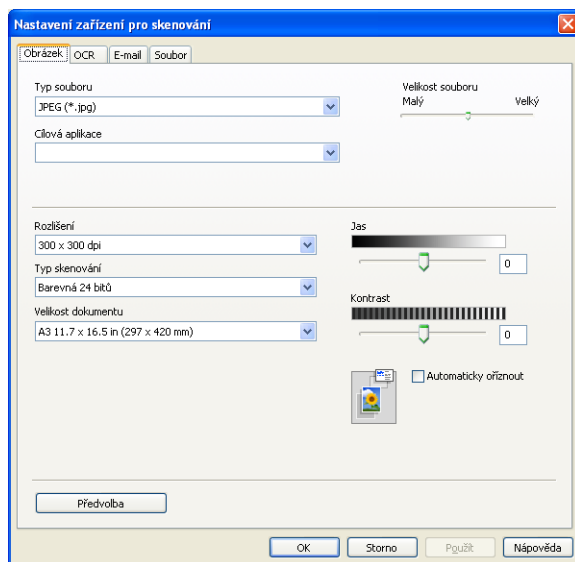 Nastavení zařízení pro skenování
Obrázek OCR E-mail Soubor
Typ souboru
JPEG (*.jpg)
Velikost souboru
Malý Velký
Cílová aplikace
Rozlišení
300 x 300 dpi
Typ skenování
Barevná 24 bitů
Velikost dokumentu
A3 11.7 x 16.5 in (297 x 420 mm)
Jas
0
Kontrast
0
Automaticky oříznout
Předvolba
OK Storno Použít Nápověda